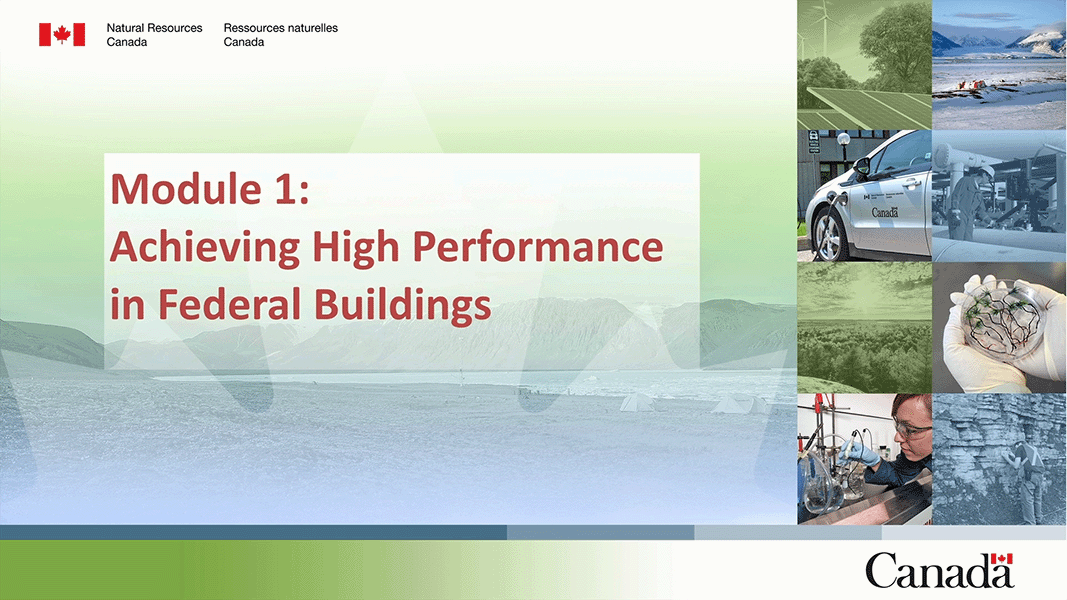 Natural Resources
Canada
Ressources naturelles
Canada
Module 1:
Achieving High Performance
in Federal Buildings
Canada
Canada